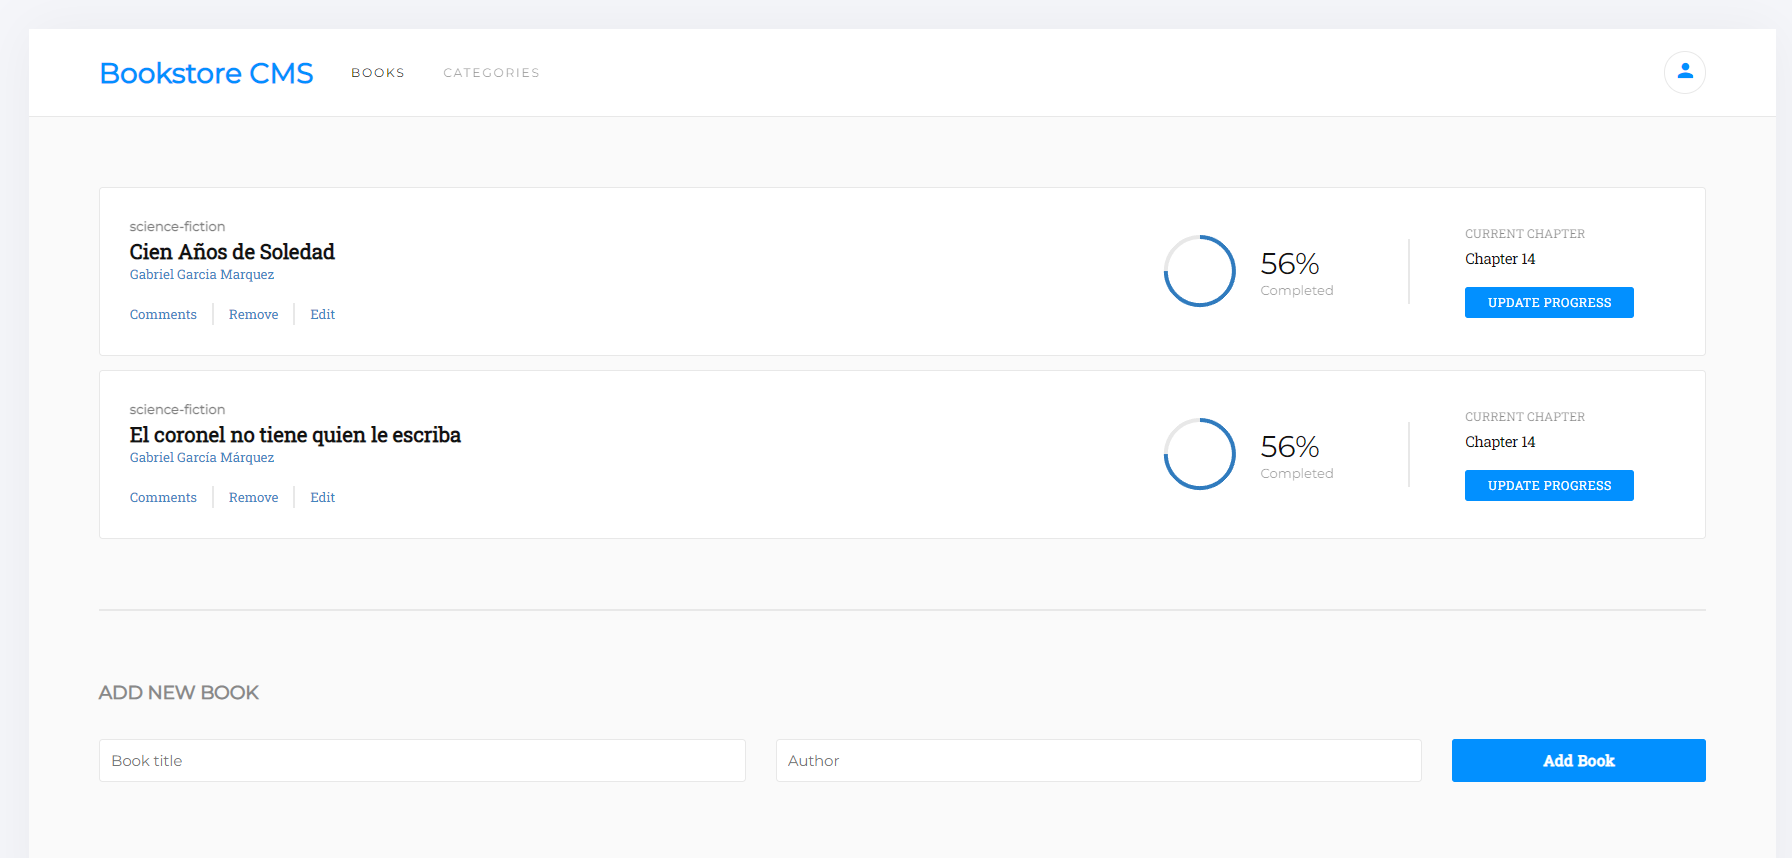 Bookstore CMS BOOKS CATEGORIES
science-fiction
Cien Años de Soledad
Gabriel Garcia Marquez
Comments Remove Edit
56%
Completed
CURRENT CHAPTER
Chapter 14
UPDATE PROGRESS
science-fiction
El coronel no tiene quien le escriba
Gabriel García Márquez
Comments Remove Edit
56%
Completed
CURRENT CHAPTER
Chapter 14
UPDATE PROGRESS
ADD NEW BOOK
Book title Author Add Book